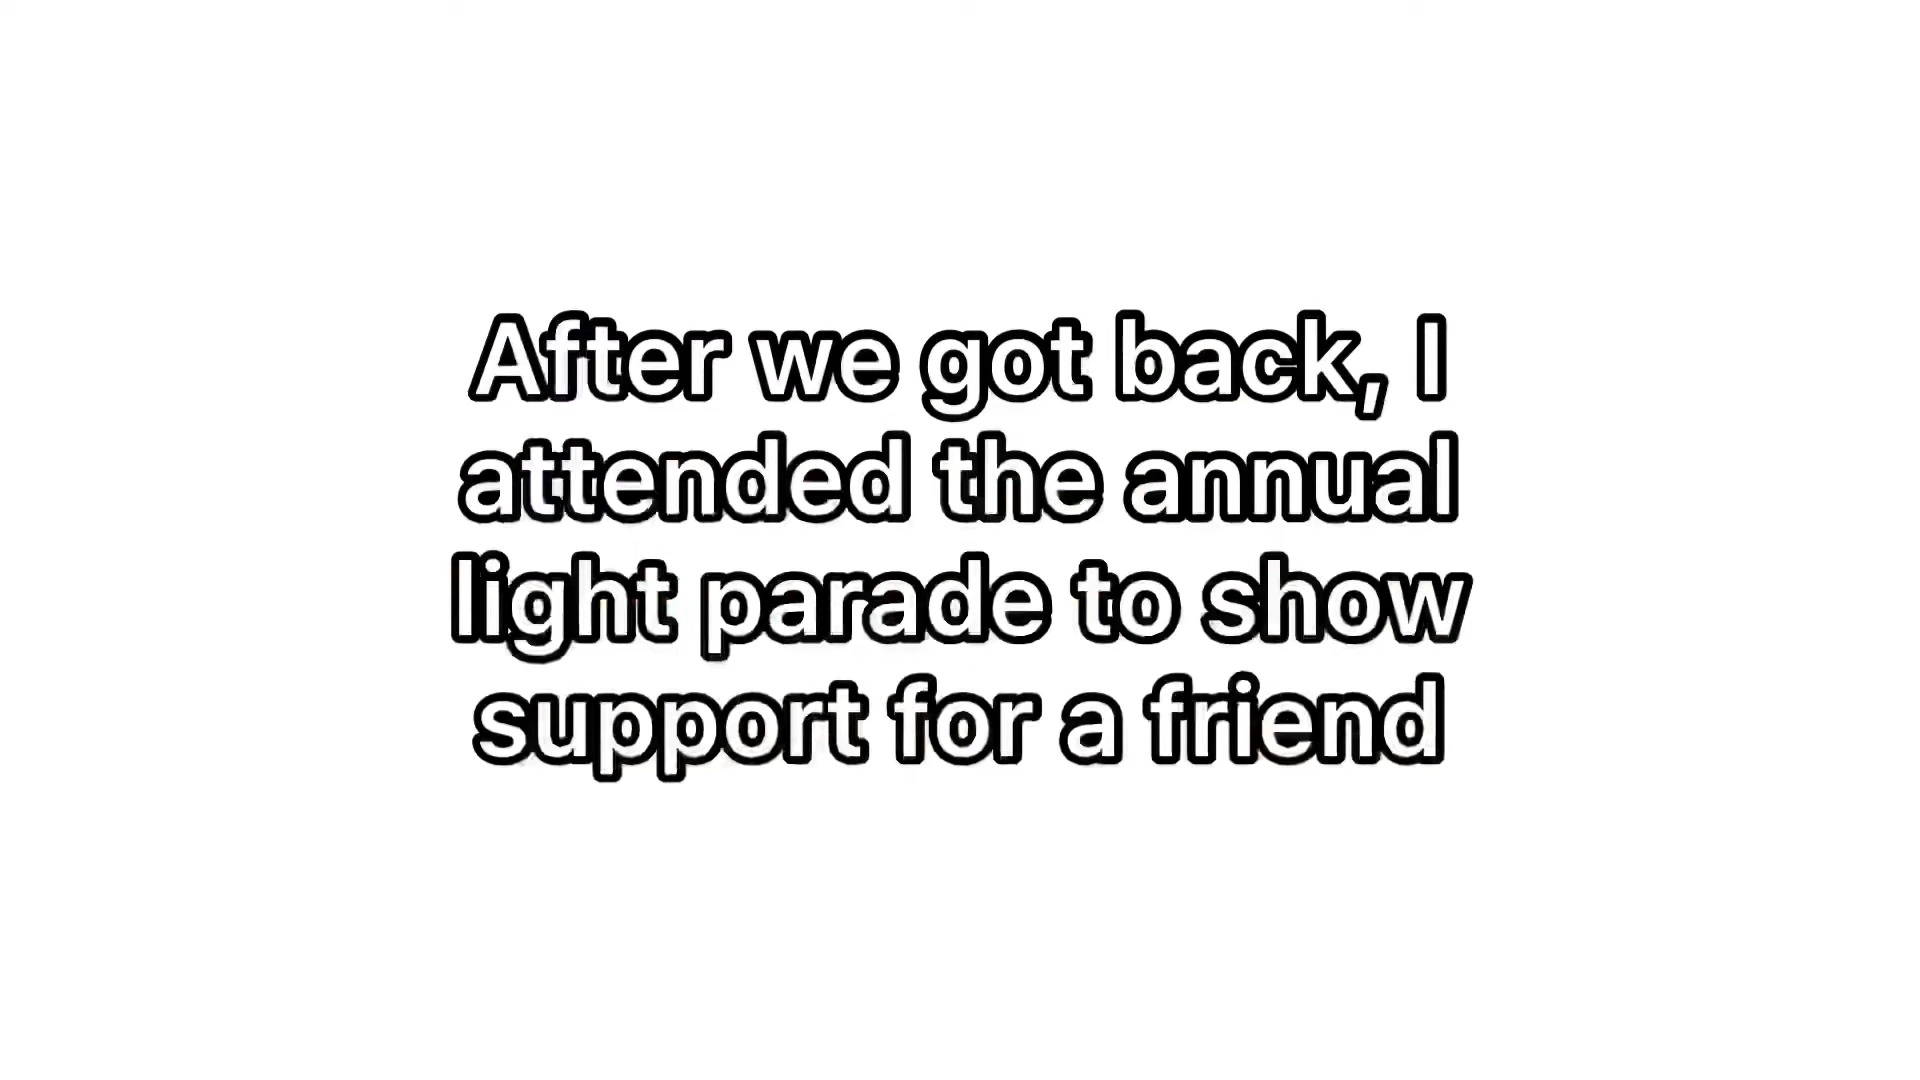 After we got back, I
attended the annual
light parade to show
support for a friend